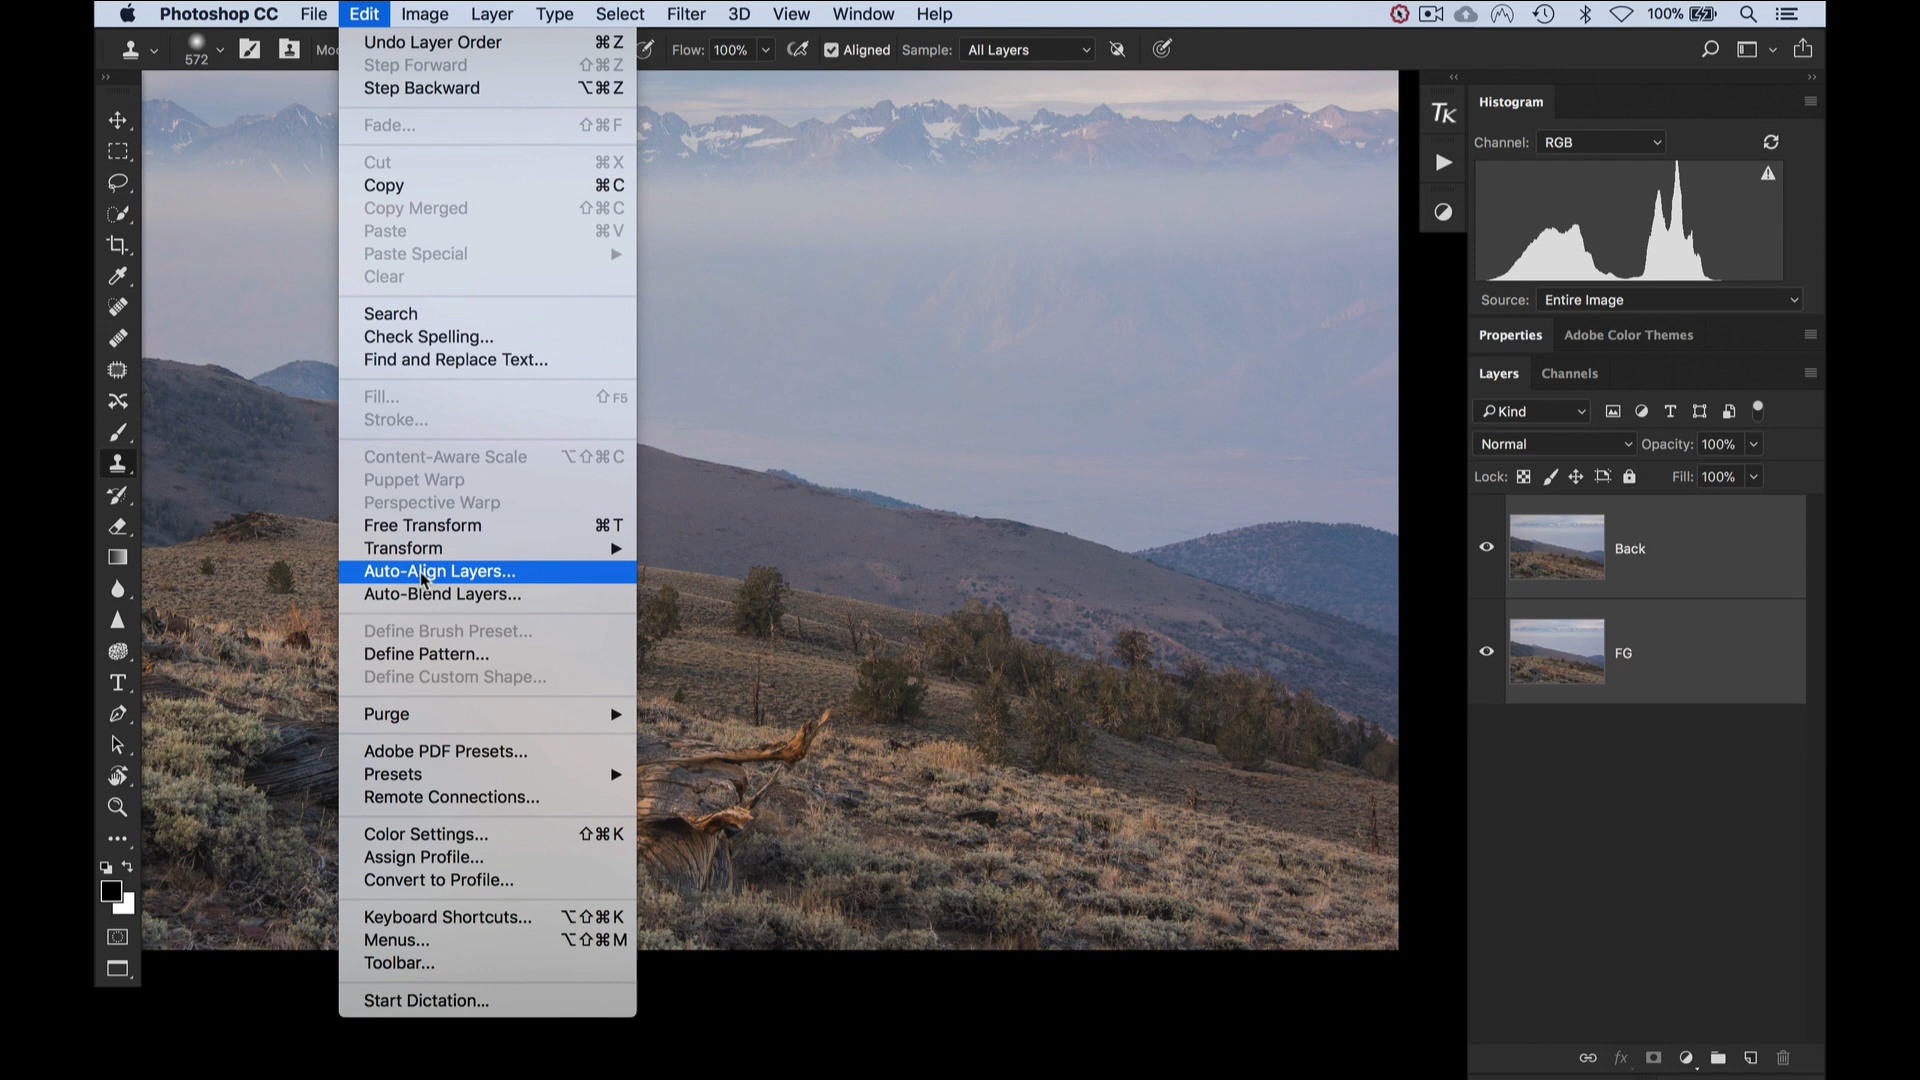 Photoshop CC File Edit Image Layer Type Select Filter 3D View Window Help 100%
572 Mod Flow: 100% Aligned Sample: All Layers
Undo Layer Order ⌘Z
Step Forward ⇧⌘Z
Step Backward ⌥⌘Z
Fade... ⇧⌘F
Cut ⌘X
Copy ⌘C
Copy Merged ⇧⌘C
Paste ⌘V
Paste Special
Clear
Search
Check Spelling...
Find and Replace Text...
Fill... ⇧F5
Stroke...
Content-Aware Scale ⌥⇧⌘C
Puppet Warp
Perspective Warp
Free Transform ⌘T
Transform
Auto-Align Layers...
Auto-Blend Layers...
Define Brush Preset...
Define Pattern...
Define Custom Shape...
Purge
Adobe PDF Presets...
Presets
Remote Connections...
Color Settings... ⇧⌘K
Assign Profile...
Convert to Profile...
Keyboard Shortcuts... ⌥⇧⌘K
Menus... ⌥⇧⌘M
Toolbar...
Start Dictation...
TK
Histogram
Channel: RGB
Source: Entire Image
Properties Adobe Color Themes
Layers Channels
Kind
Normal Opacity: 100%
Lock: Fill: 100%
Back
FG
fx